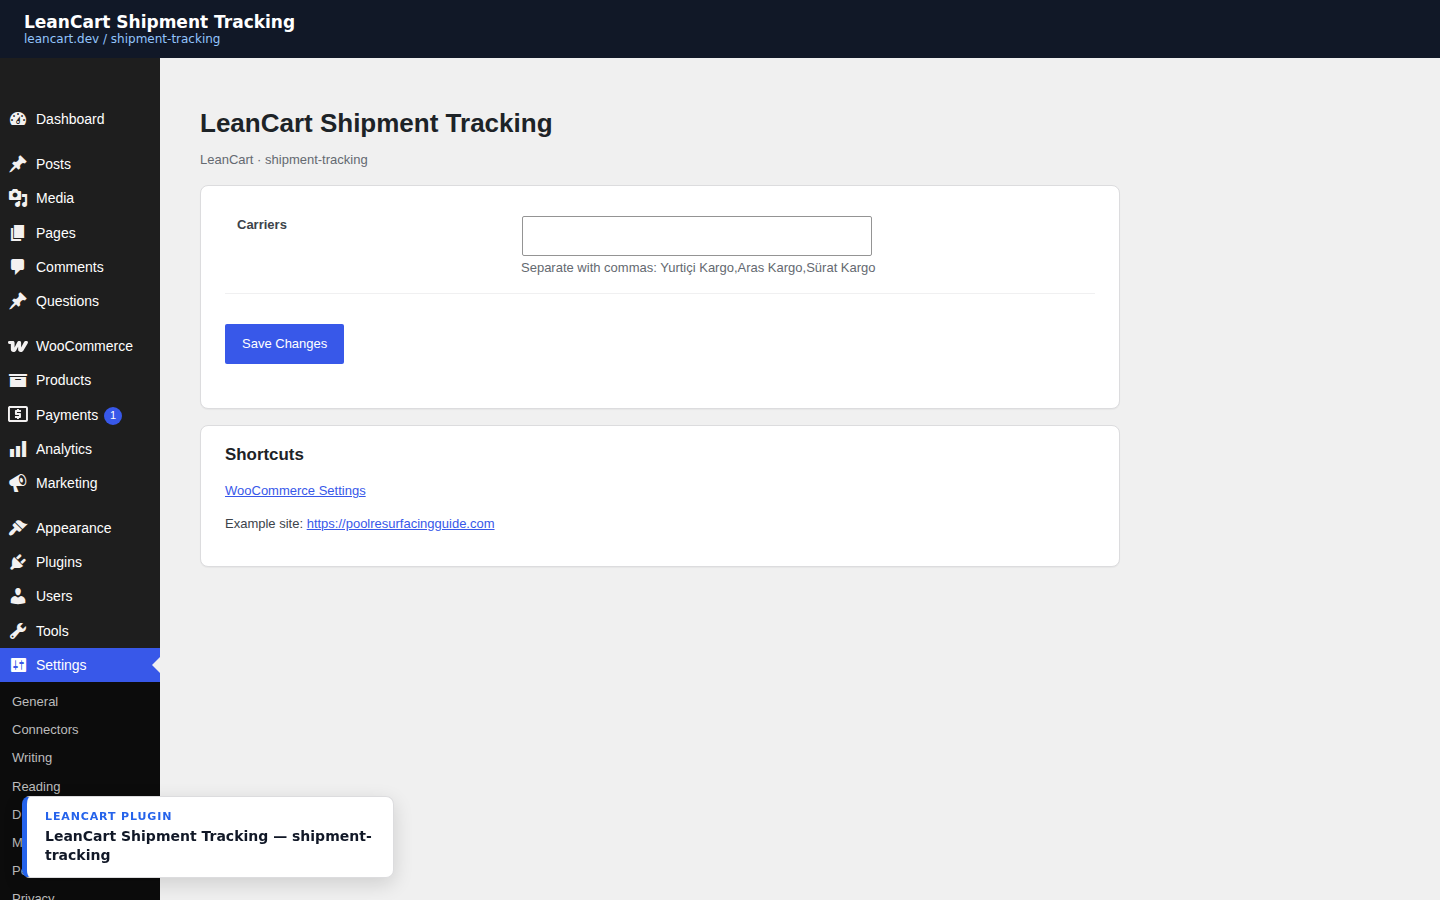 LeanCart Shipment Tracking
leancart.dev / shipment-tracking
Dashboard
Posts
Media
Pages
Comments
Questions
WooCommerce
Products
Payments 1
Analytics
Marketing
Appearance
Plugins
Users
Tools
Settings
General
Connectors
Writing
Reading
D
M
P
Privacy
LeanCart Shipment Tracking
LeanCart · shipment-tracking
Carriers
Separate with commas: Yurtiçi Kargo,Aras Kargo,Sürat Kargo
Save Changes
Shortcuts
WooCommerce Settings
Example site: https://poolresurfacingguide.com
LEANCART PLUGIN
LeanCart Shipment Tracking — shipment-
tracking